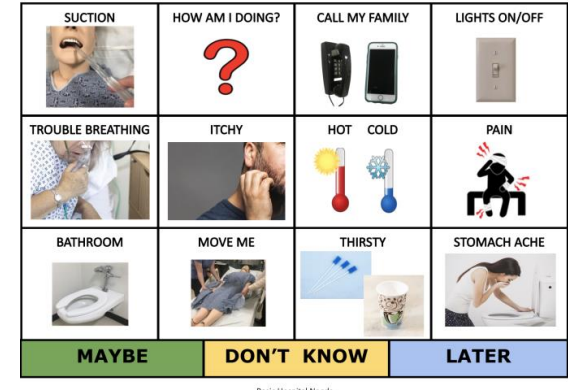 SUCTION
HOW AM I DOING?
CALL MY FAMILY
LIGHTS ON/OFF
TROUBLE BREATHING
ITCHY
HOT COLD
PAIN
BATHROOM
MOVE ME
THIRSTY
STOMACH ACHE
MAYBE
DON'T KNOW
LATER